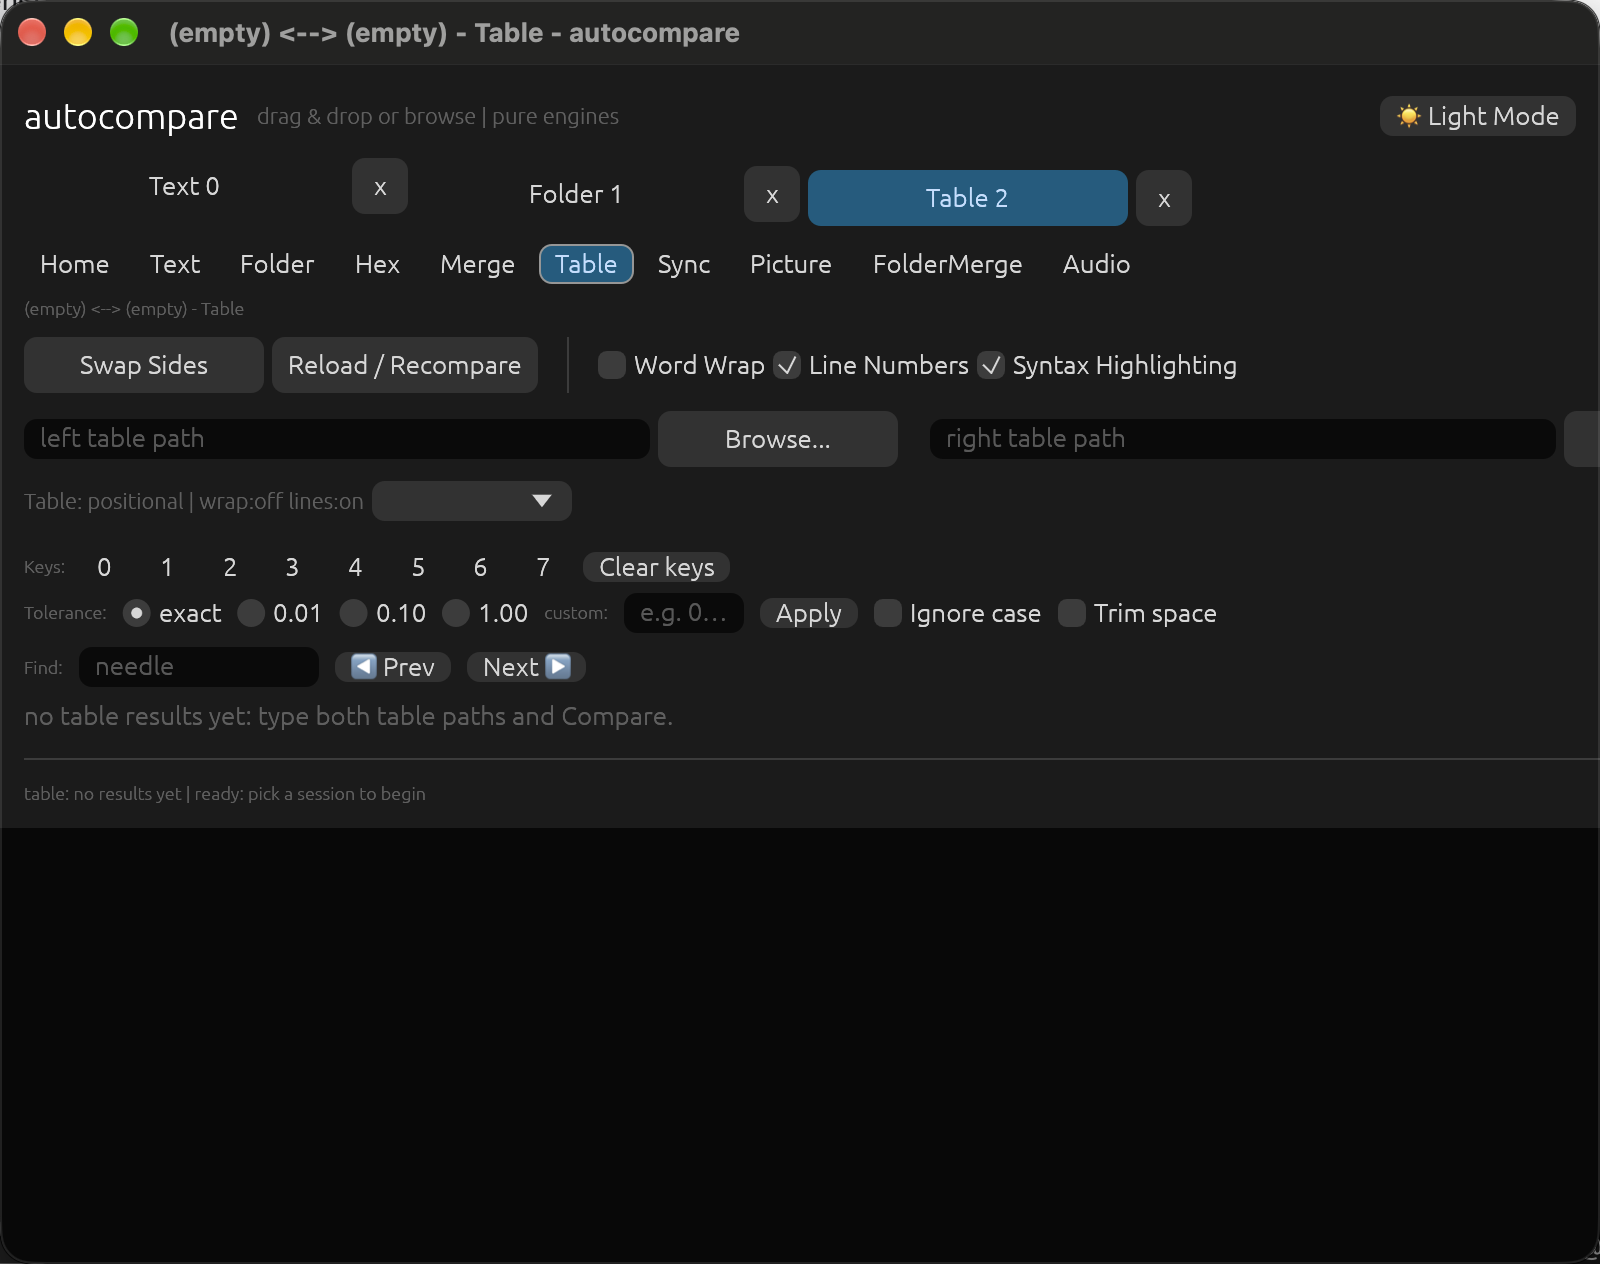 (empty) <--> (empty) - Table - autocompare
autocompare drag & drop or browse | pure engines ☀️ Light Mode
Text 0 x Folder 1 x Table 2 x
Home Text Folder Hex Merge Table Sync Picture FolderMerge Audio
(empty) <--> (empty) - Table
Swap Sides Reload / Recompare Word Wrap Line Numbers Syntax Highlighting
left table path Browse... right table path
Table: positional | wrap:off lines:on
Keys: 0 1 2 3 4 5 6 7 Clear keys
Tolerance: exact 0.01 0.10 1.00 custom: e.g. 0... Apply Ignore case Trim space
Find: needle ◀ Prev Next ▶
no table results yet: type both table paths and Compare.
table: no results yet | ready: pick a session to begin